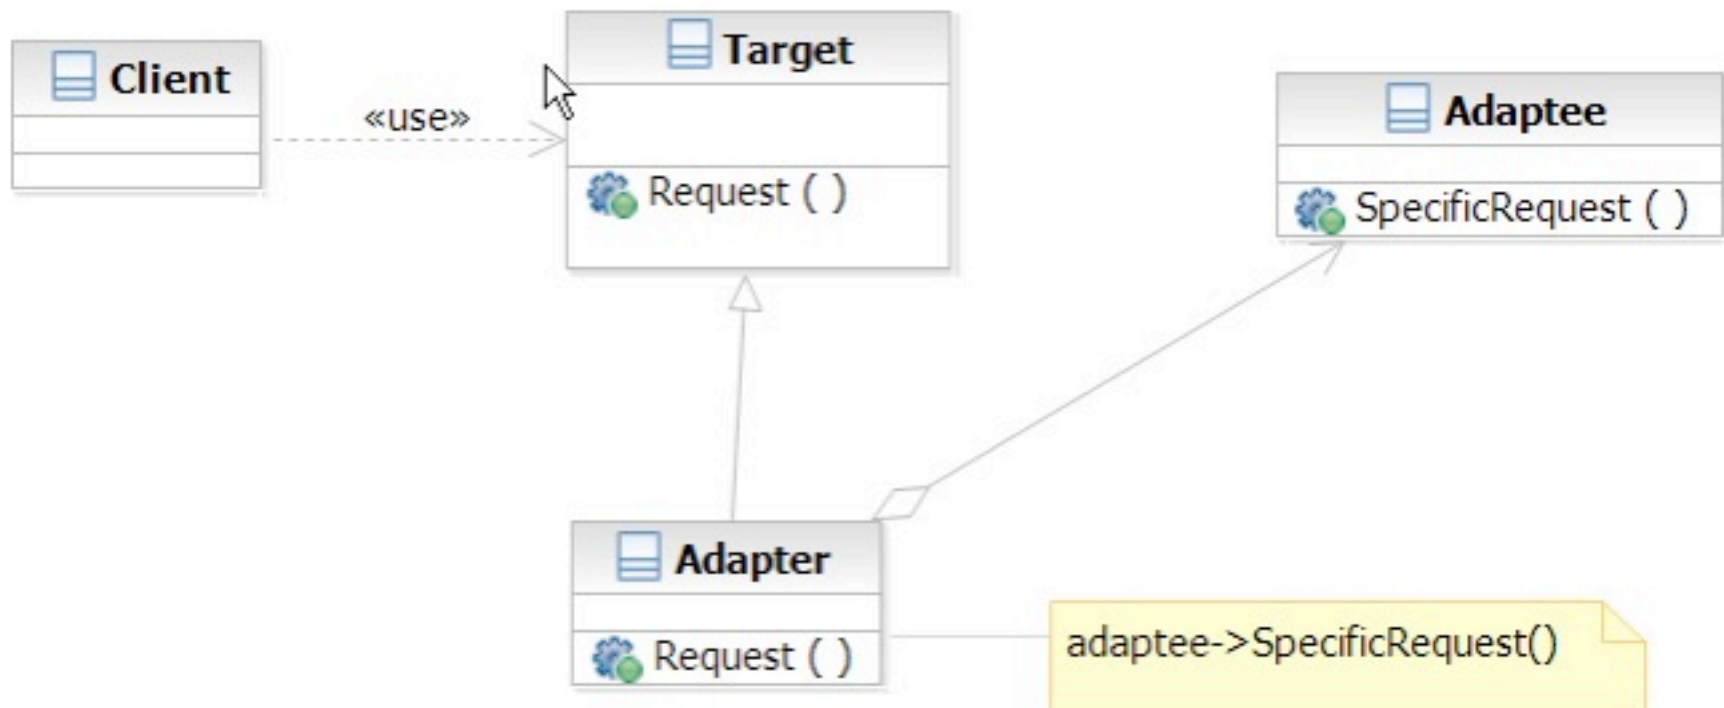 Client
«use»
Target
Request ( )
Adaptee
SpecificRequest ( )
Adapter
Request ( )
adaptee->SpecificRequest()